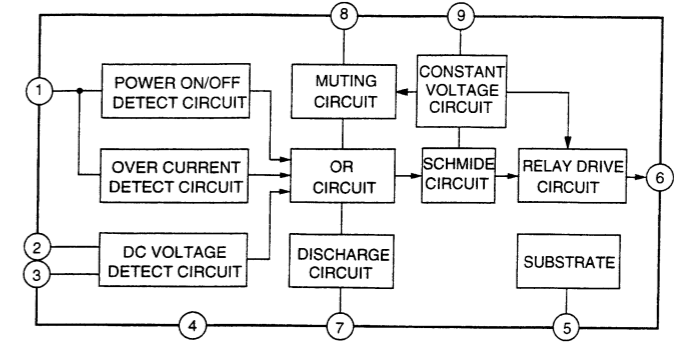 8
9
1
POWER ON/OFF
DETECT CIRCUIT
MUTING
CIRCUIT
CONSTANT
VOLTAGE
CIRCUIT
OVER CURRENT
DETECT CIRCUIT
OR
CIRCUIT
SCHMIDE
CIRCUIT
RELAY DRIVE
CIRCUIT
6
2
3
DC VOLTAGE
DETECT CIRCUIT
DISCHARGE
CIRCUIT
SUBSTRATE
4
7
5